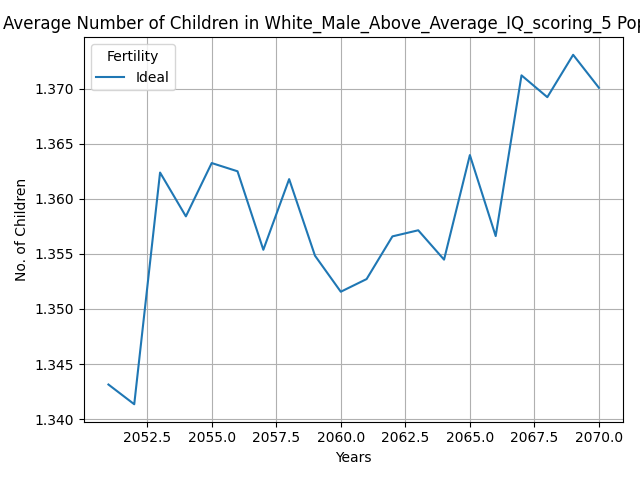 Average Number of Children in White_Male_Above_Average_IQ_scoring_5
Fertility
Ideal
No. of Children
1.370
1.365
1.360
1.355
1.350
1.345
1.340
2052.5 2055.0 2057.5 2060.0 2062.5 2065.0 2067.5 2070.0
Years